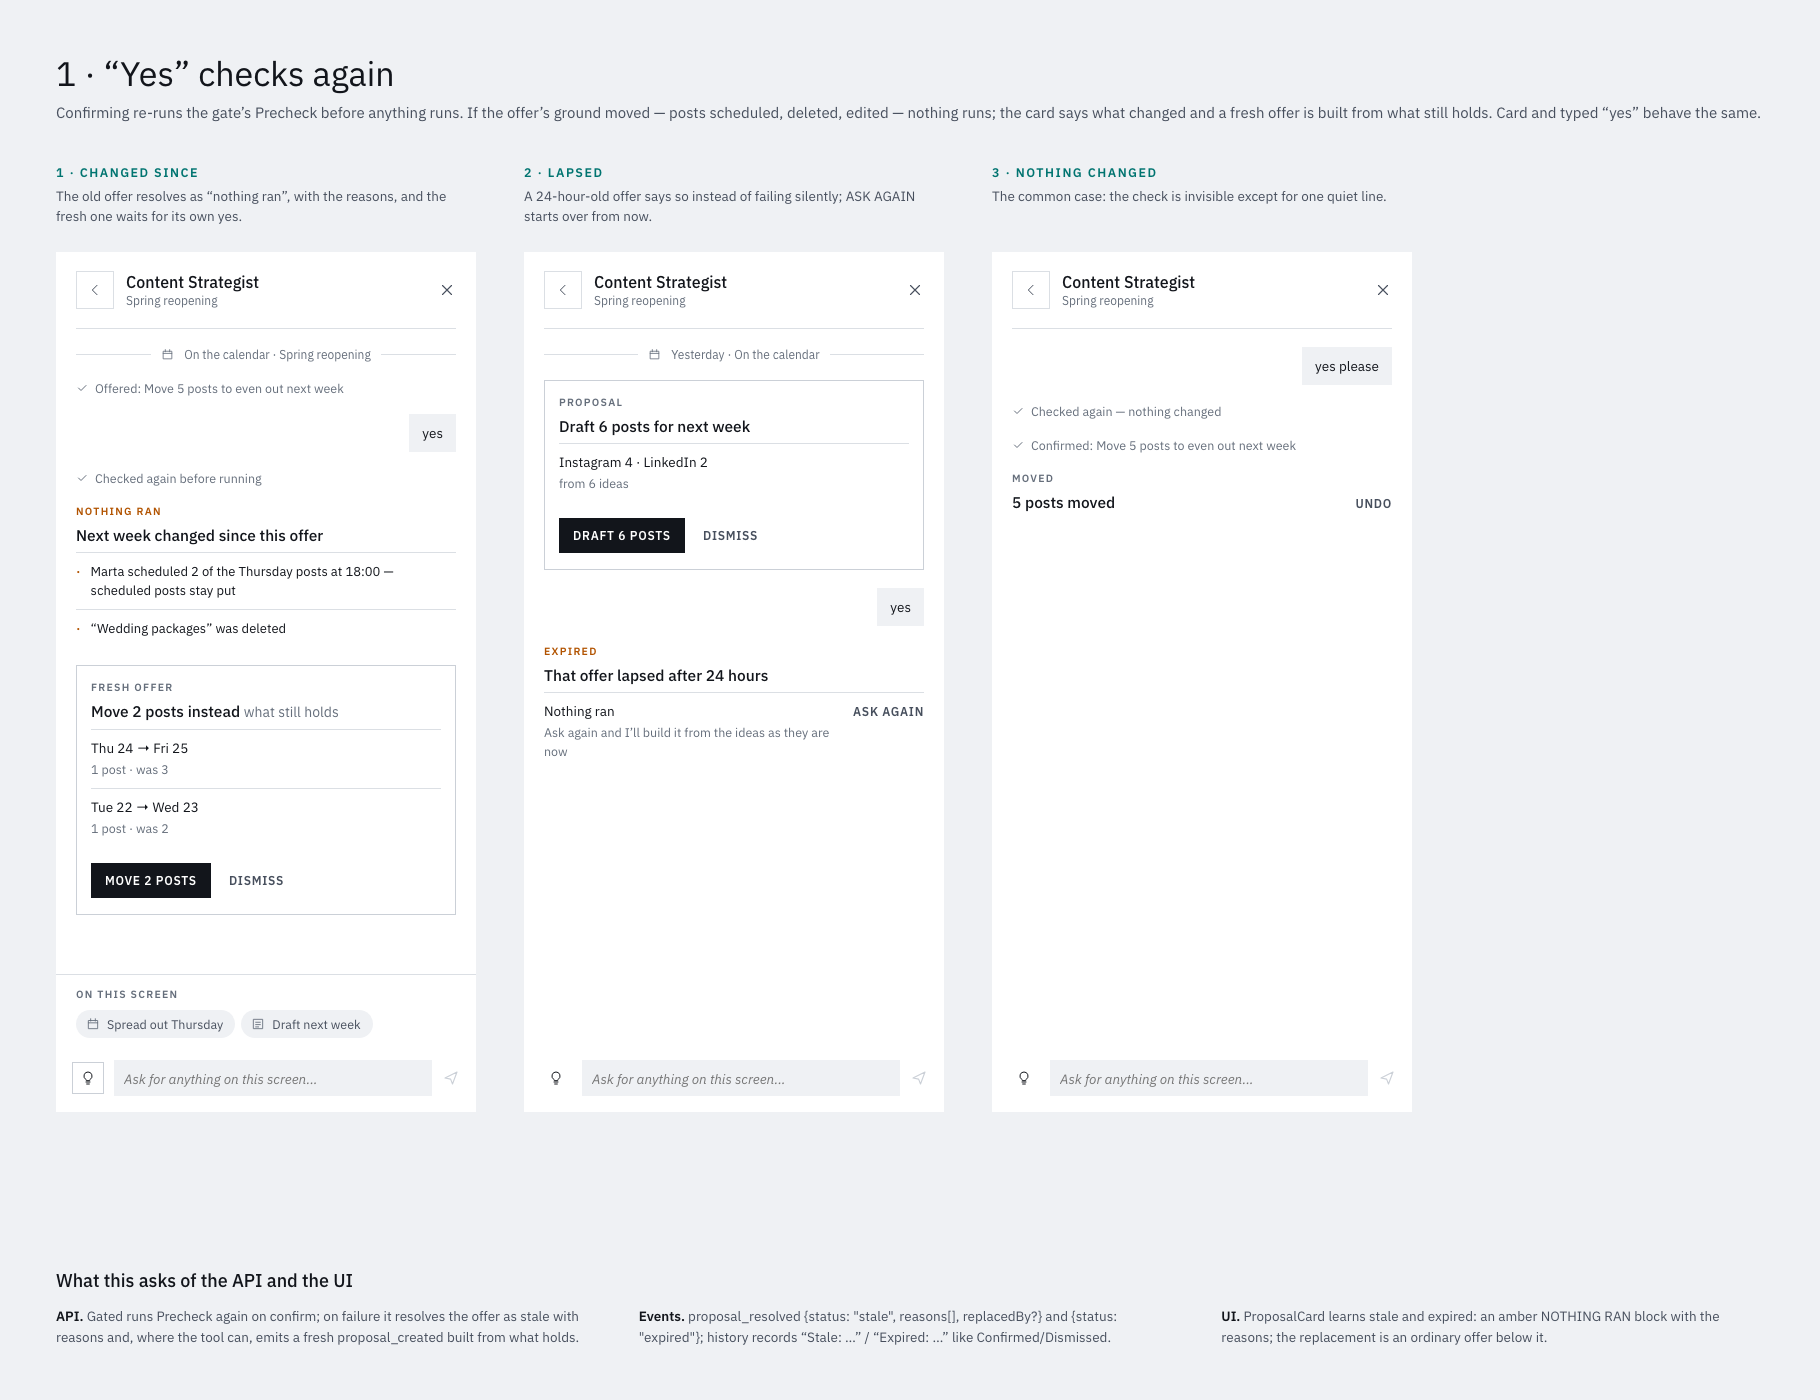 1 · “Yes” checks again
Confirming re-runs the gate’s Precheck before anything runs. If the offer’s ground moved — posts scheduled, deleted, edited — nothing runs; the card says what changed and a fresh offer is built from what still holds. Card and typed “yes” behave the same.
1 · CHANGED SINCE
The old offer resolves as “nothing ran”, with the reasons, and the
fresh one waits for its own yes.
Content Strategist
Spring reopening
On the calendar · Spring reopening
Offered: Move 5 posts to even out next week
yes
Checked again before running
NOTHING RAN
Next week changed since this offer
· Marta scheduled 2 of the Thursday posts at 18:00 —
scheduled posts stay put
· “Wedding packages” was deleted
FRESH OFFER
Move 2 posts instead what still holds
Thu 24 → Fri 25
1 post · was 3
Tue 22 → Wed 23
1 post · was 2
MOVE 2 POSTS DISMISS
ON THIS SCREEN
Spread out Thursday Draft next week
Ask for anything on this screen...
2 · LAPSED
A 24-hour-old offer says so instead of failing silently; ASK AGAIN
starts over from now.
Content Strategist
Spring reopening
Yesterday · On the calendar
PROPOSAL
Draft 6 posts for next week
Instagram 4 · LinkedIn 2
from 6 ideas
DRAFT 6 POSTS DISMISS
yes
EXPIRED
That offer lapsed after 24 hours
Nothing ran ASK AGAIN
Ask again and I’ll build it from the ideas as they are
now
Ask for anything on this screen...
3 · NOTHING CHANGED
The common case: the check is invisible except for one quiet line.
Content Strategist
Spring reopening
yes please
Checked again — nothing changed
Confirmed: Move 5 posts to even out next week
MOVED
5 posts moved UNDO
Ask for anything on this screen...
What this asks of the API and the UI
API. Gated runs Precheck again on confirm; on failure it resolves the offer as stale with
reasons and, where the tool can, emits a fresh proposal_created built from what holds.
Events. proposal_resolved {status: "stale", reasons[], replacedBy?} and {status:
"expired"}; history records “Stale: …” / “Expired: …” like Confirmed/Dismissed.
UI. ProposalCard learns stale and expired: an amber NOTHING RAN block with the
reasons; the replacement is an ordinary offer below it.